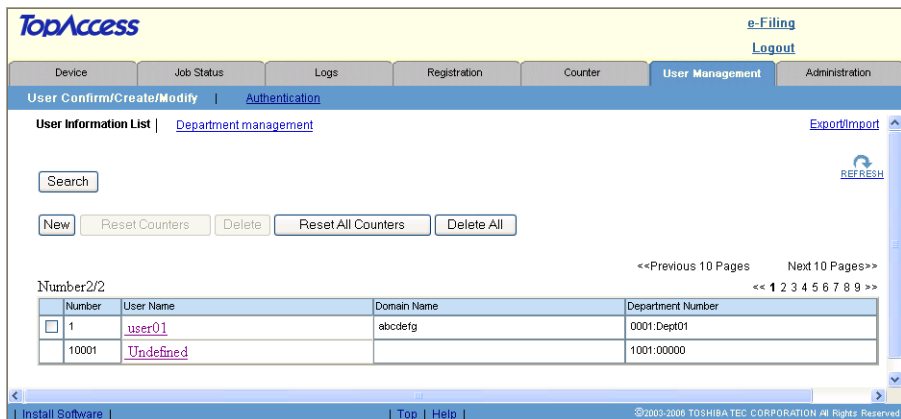 TopAccess
e-Filing
Logout
Device Job Status Logs Registration Counter User Management Administration
User Confirm/Create/Modify | Authentication
User Information List | Department management Export/Import
REFRESH
Search
New Reset Counters Delete Reset All Counters Delete All
<<Previous 10 Pages Next 10 Pages>>
Number2/2 << 1 2 3 4 5 6 7 8 9 >>
Number User Name Domain Name Department Number
1 user01 abcdefg 0001:Dept01
10001 Undefined 1001:00000
| Install Software | | Top | Help | ©2003-2006 TOSHIBA TEC CORPORATION All Rights Reserved